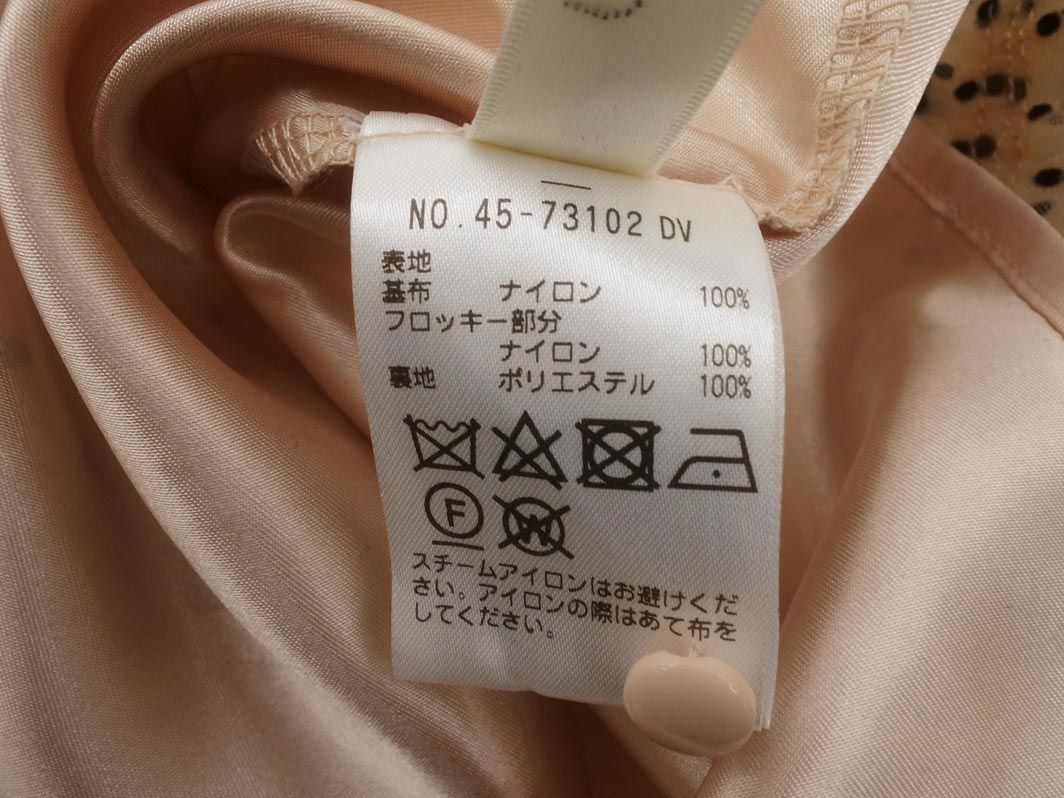 NO.45-73102 DV
表地
基布 ナイロン 100%
フロッキー部分
ナイロン 100%
裏地 ポリエステル 100%
F
W
スチームアイロンはお避けくだ
さい。アイロンの際はあて布を
してください。